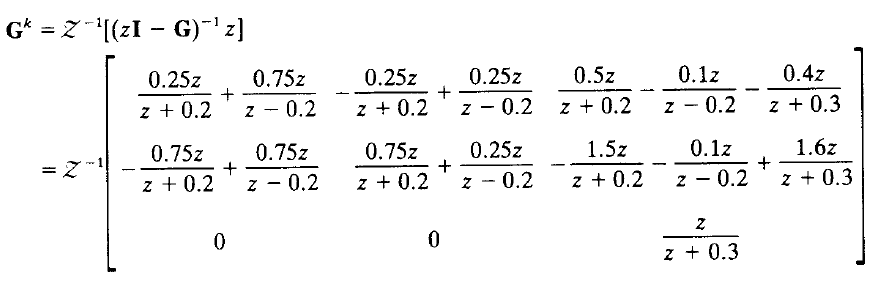 G^k = Z^{-1}[(zI − G)^{-1} z]
= Z^{-1} [ 0.25z/(z + 0.2) + 0.75z/(z − 0.2)   − 0.25z/(z + 0.2) + 0.25z/(z − 0.2)   0.5z/(z + 0.2) − 0.1z/(z − 0.2) − 0.4z/(z + 0.3)
− 0.75z/(z + 0.2) + 0.75z/(z − 0.2)   0.75z/(z + 0.2) + 0.25z/(z − 0.2)   − 1.5z/(z + 0.2) − 0.1z/(z − 0.2) + 1.6z/(z + 0.3)
0   0   z/(z + 0.3) ]